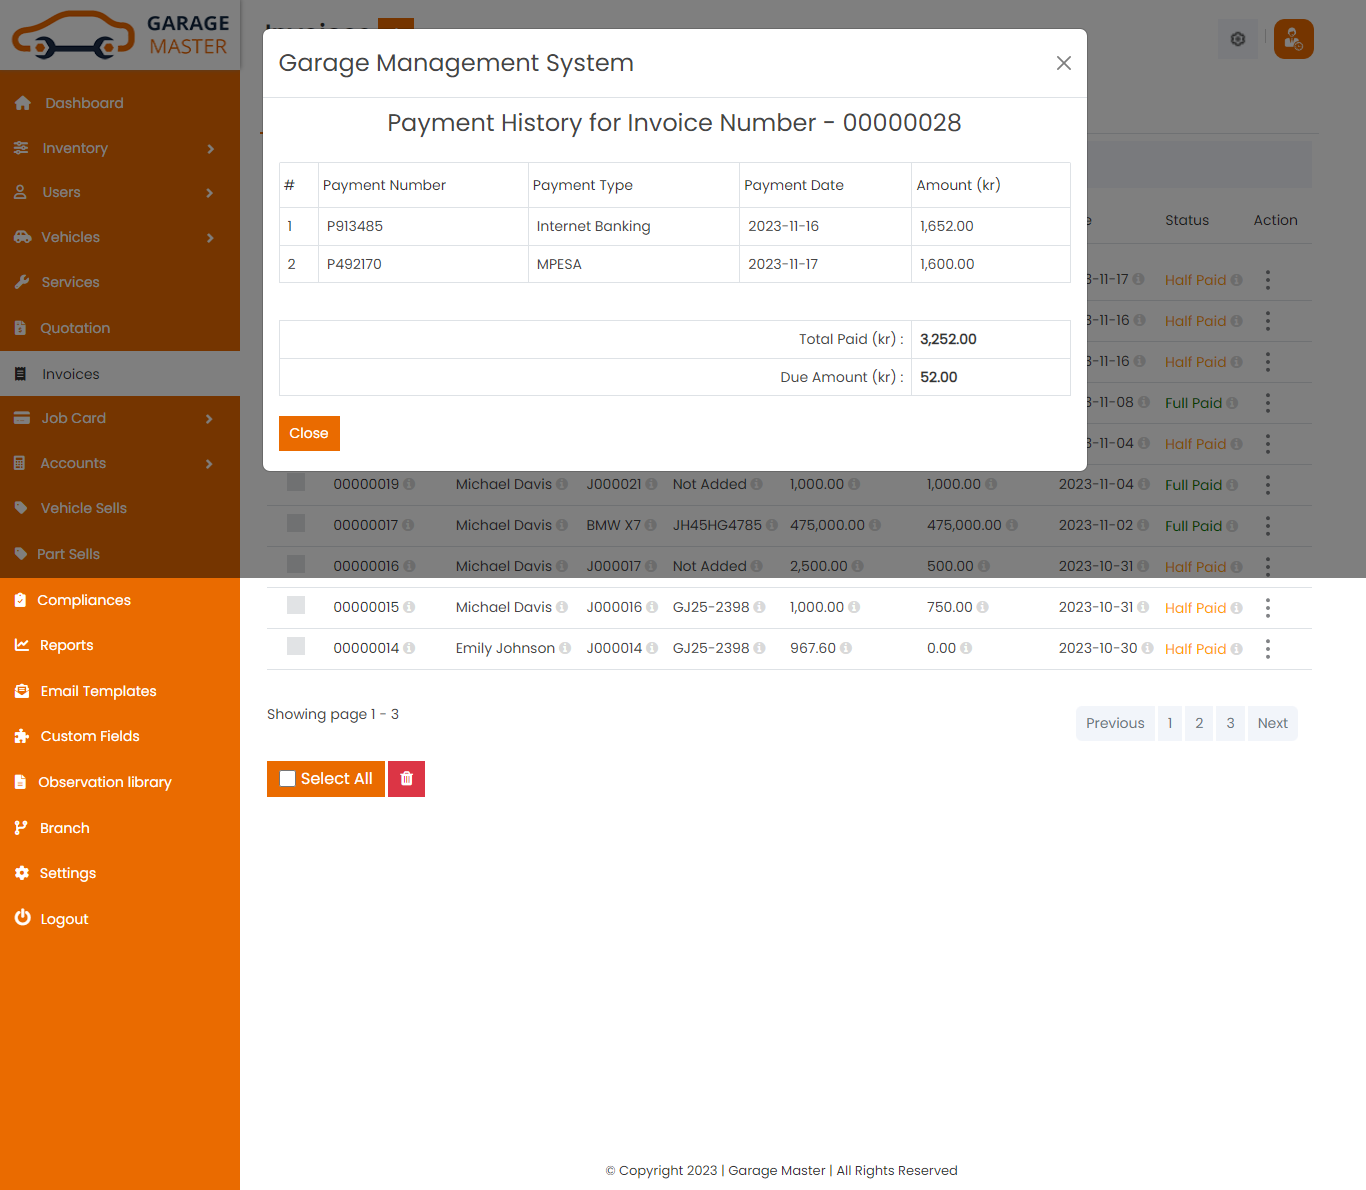 GARAGE
MASTER
Dashboard
Inventory
Users
Vehicles
Services
Quotation
Invoices
Job Card
Accounts
Vehicle Sells
Part Sells
Compliances
Reports
Email Templates
Custom Fields
Observation library
Branch
Settings
Logout
Garage Management System
Payment History for Invoice Number - 00000028
# Payment Number Payment Type Payment Date Amount (kr)
1 P913485 Internet Banking 2023-11-16 1,652.00
2 P492170 MPESA 2023-11-17 1,600.00
Total Paid (kr) : 3,252.00
Due Amount (kr) : 52.00
Close
Status Action
3-11-17 Half Paid
3-11-16 Half Paid
3-11-16 Half Paid
3-11-08 Full Paid
3-11-04 Half Paid
00000019 Michael Davis J000021 Not Added 1,000.00 1,000.00 2023-11-04 Full Paid
00000017 Michael Davis BMW X7 JH45HG4785 475,000.00 475,000.00 2023-11-02 Full Paid
00000016 Michael Davis J000017 Not Added 2,500.00 500.00 2023-10-31 Half Paid
00000015 Michael Davis J000016 GJ25-2398 1,000.00 750.00 2023-10-31 Half Paid
00000014 Emily Johnson J000014 GJ25-2398 967.60 0.00 2023-10-30 Half Paid
Showing page 1 - 3
Previous 1 2 3 Next
Select All
© Copyright 2023 | Garage Master | All Rights Reserved